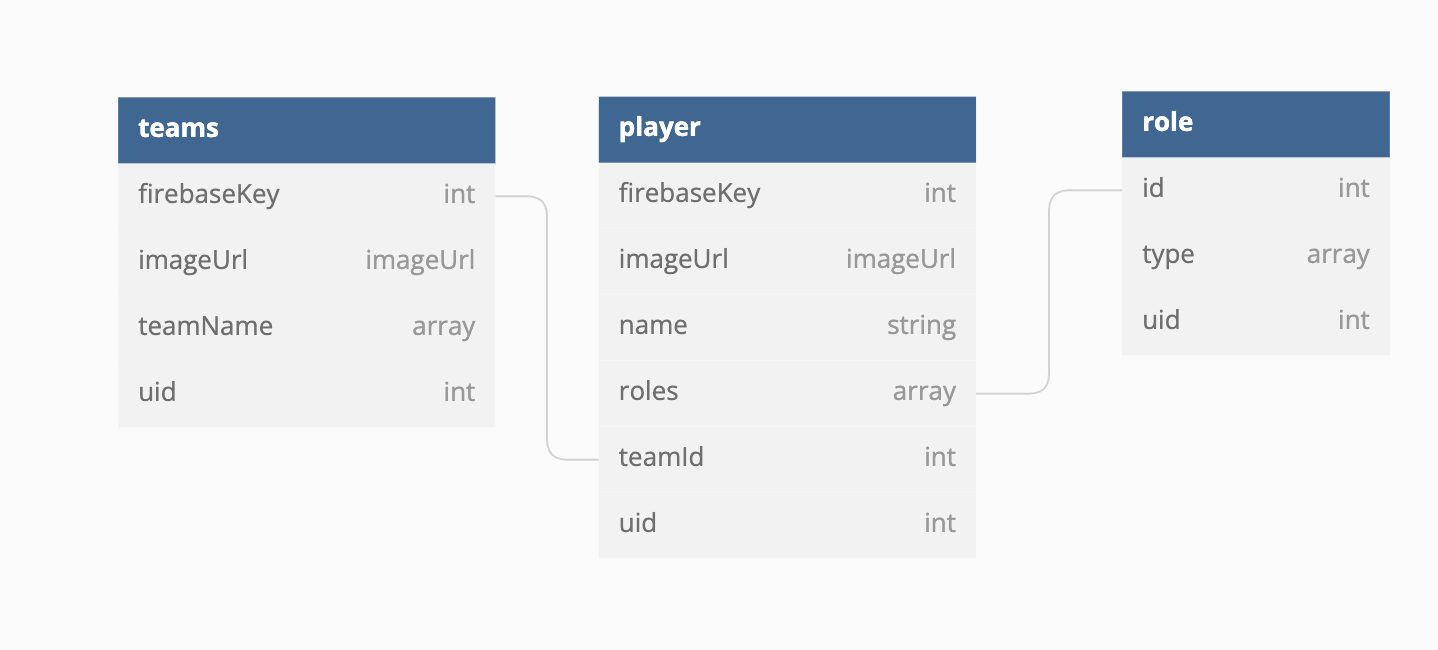 teams
firebaseKey int
imageUrl imageUrl
teamName array
uid int
player
firebaseKey int
imageUrl imageUrl
name string
roles array
teamId int
uid int
role
id int
type array
uid int